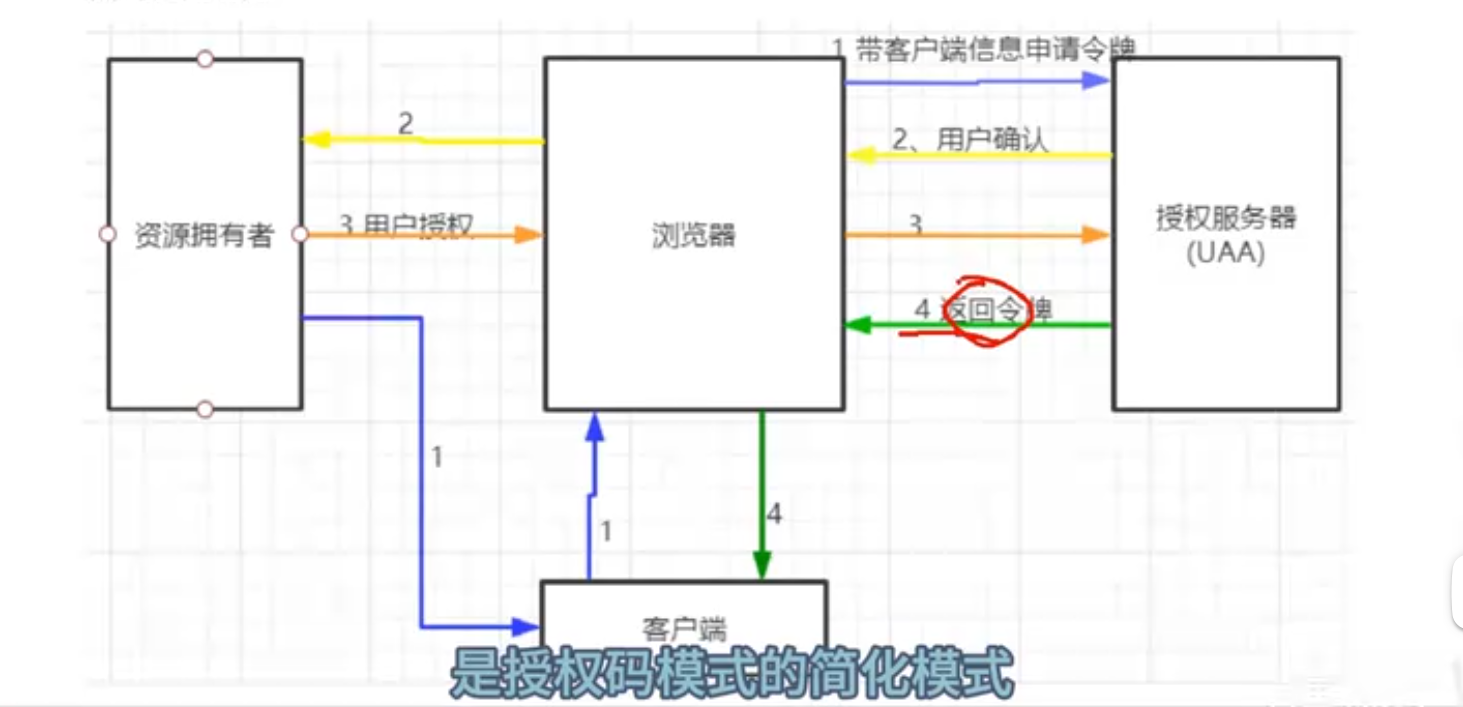 1 带客户端信息申请令牌
2
2、用户确认
资源拥有者
3 用户授权
浏览器
3
授权服务器
(UAA)
4 返回令牌
1
1
4
客户端
是授权码模式的简化模式